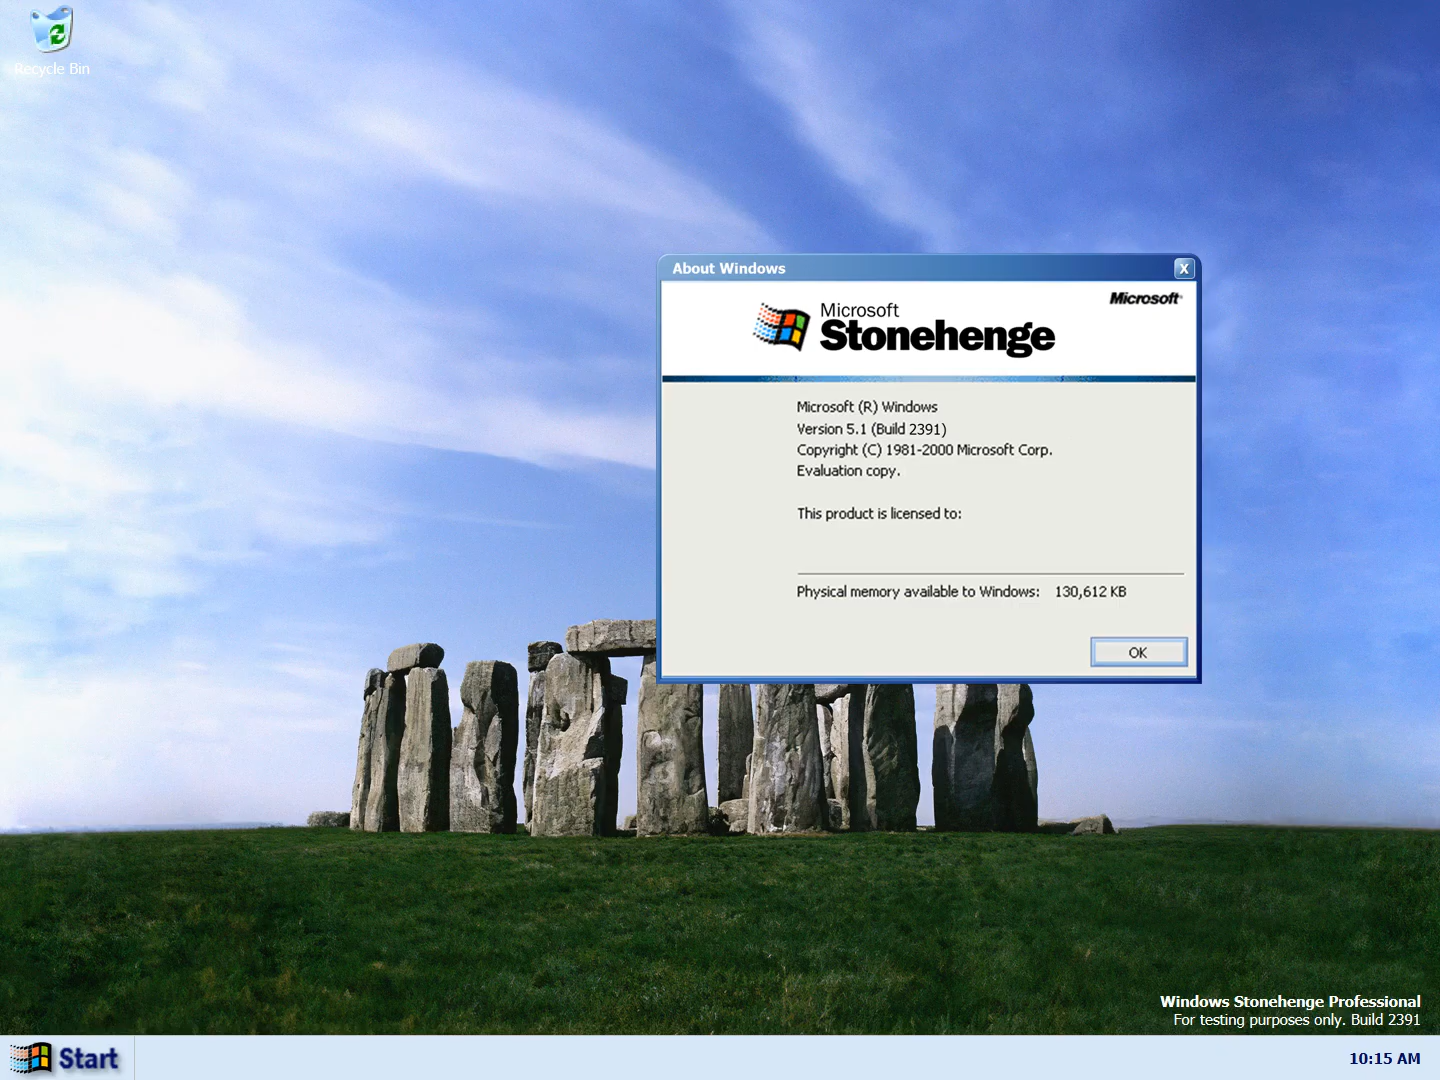 Recycle Bin
About Windows
X
Microsoft
Microsoft
Stonehenge
Microsoft (R) Windows
Version 5.1 (Build 2391)
Copyright (C) 1981-2000 Microsoft Corp.
Evaluation copy.
This product is licensed to:
Physical memory available to Windows: 130,612 KB
OK
Windows Stonehenge Professional
For testing purposes only. Build 2391
Start
10:15 AM